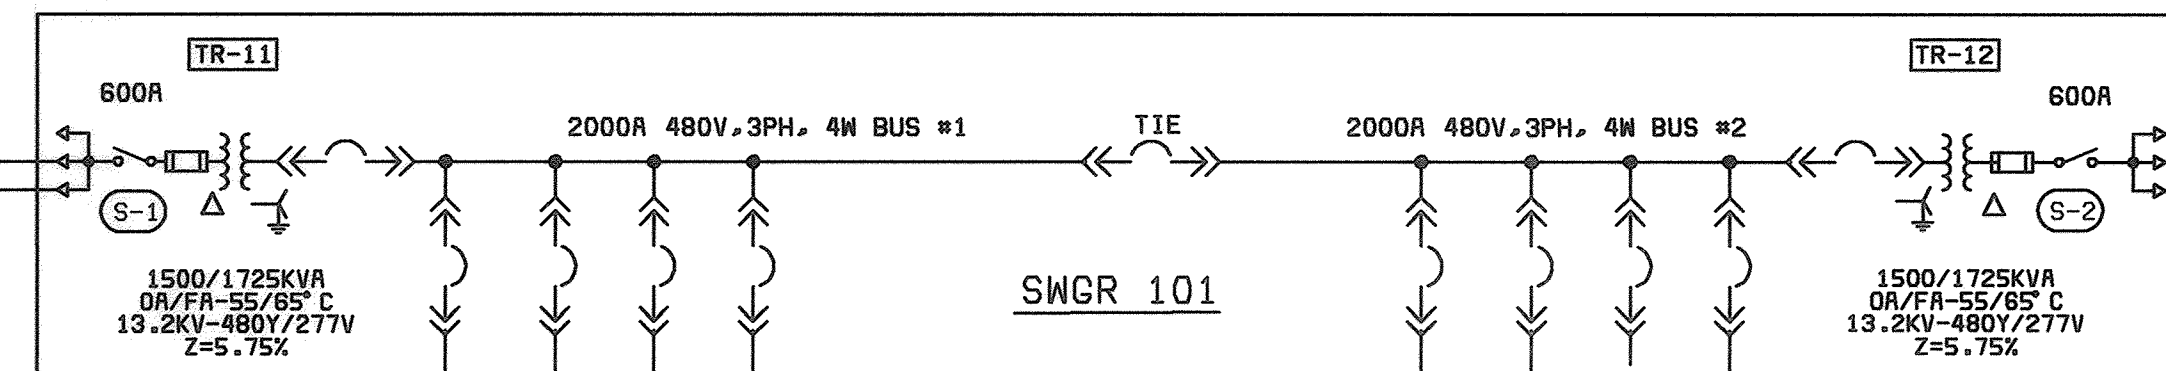 TR-11
TR-12
600A
600A
2000A 480V,3PH, 4W BUS #1
TIE
2000A 480V,3PH, 4W BUS #2
S-1
S-2
1500/1725KVA
OA/FA-55/65°C
13.2KV-480Y/277V
Z=5.75%
SWGR 101
1500/1725KVA
OA/FA-55/65°C
13.2KV-480Y/277V
Z=5.75%